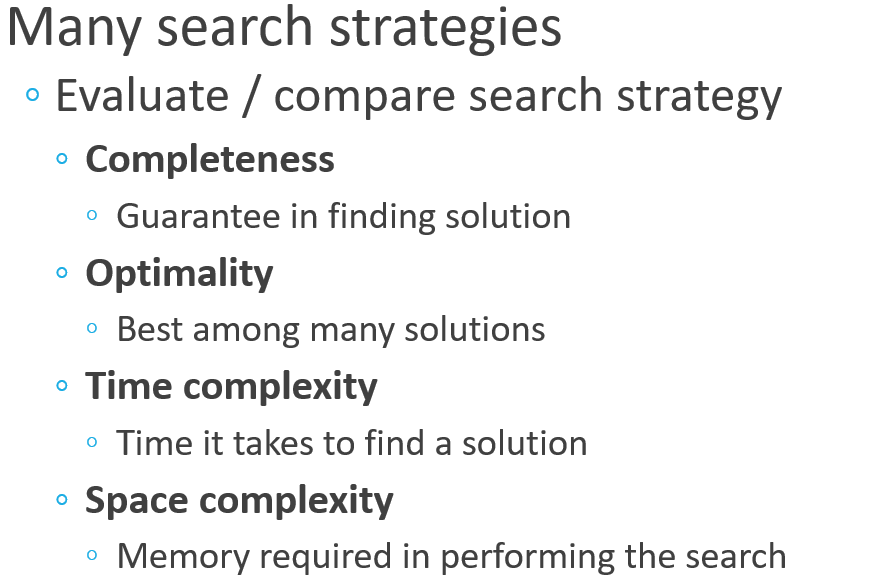 Many search strategies
◦ Evaluate / compare search strategy
◦ Completeness
◦ Guarantee in finding solution
◦ Optimality
◦ Best among many solutions
◦ Time complexity
◦ Time it takes to find a solution
◦ Space complexity
◦ Memory required in performing the search